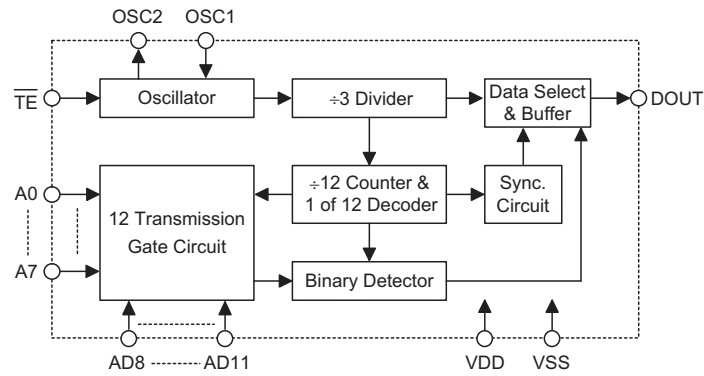 OSC2 OSC1
TE Oscillator ÷3 Divider Data Select
& Buffer DOUT
A0 12 Transmission
Gate Circuit ÷12 Counter &
1 of 12 Decoder Sync.
Circuit
A7 Binary Detector
AD8 AD11 VDD VSS